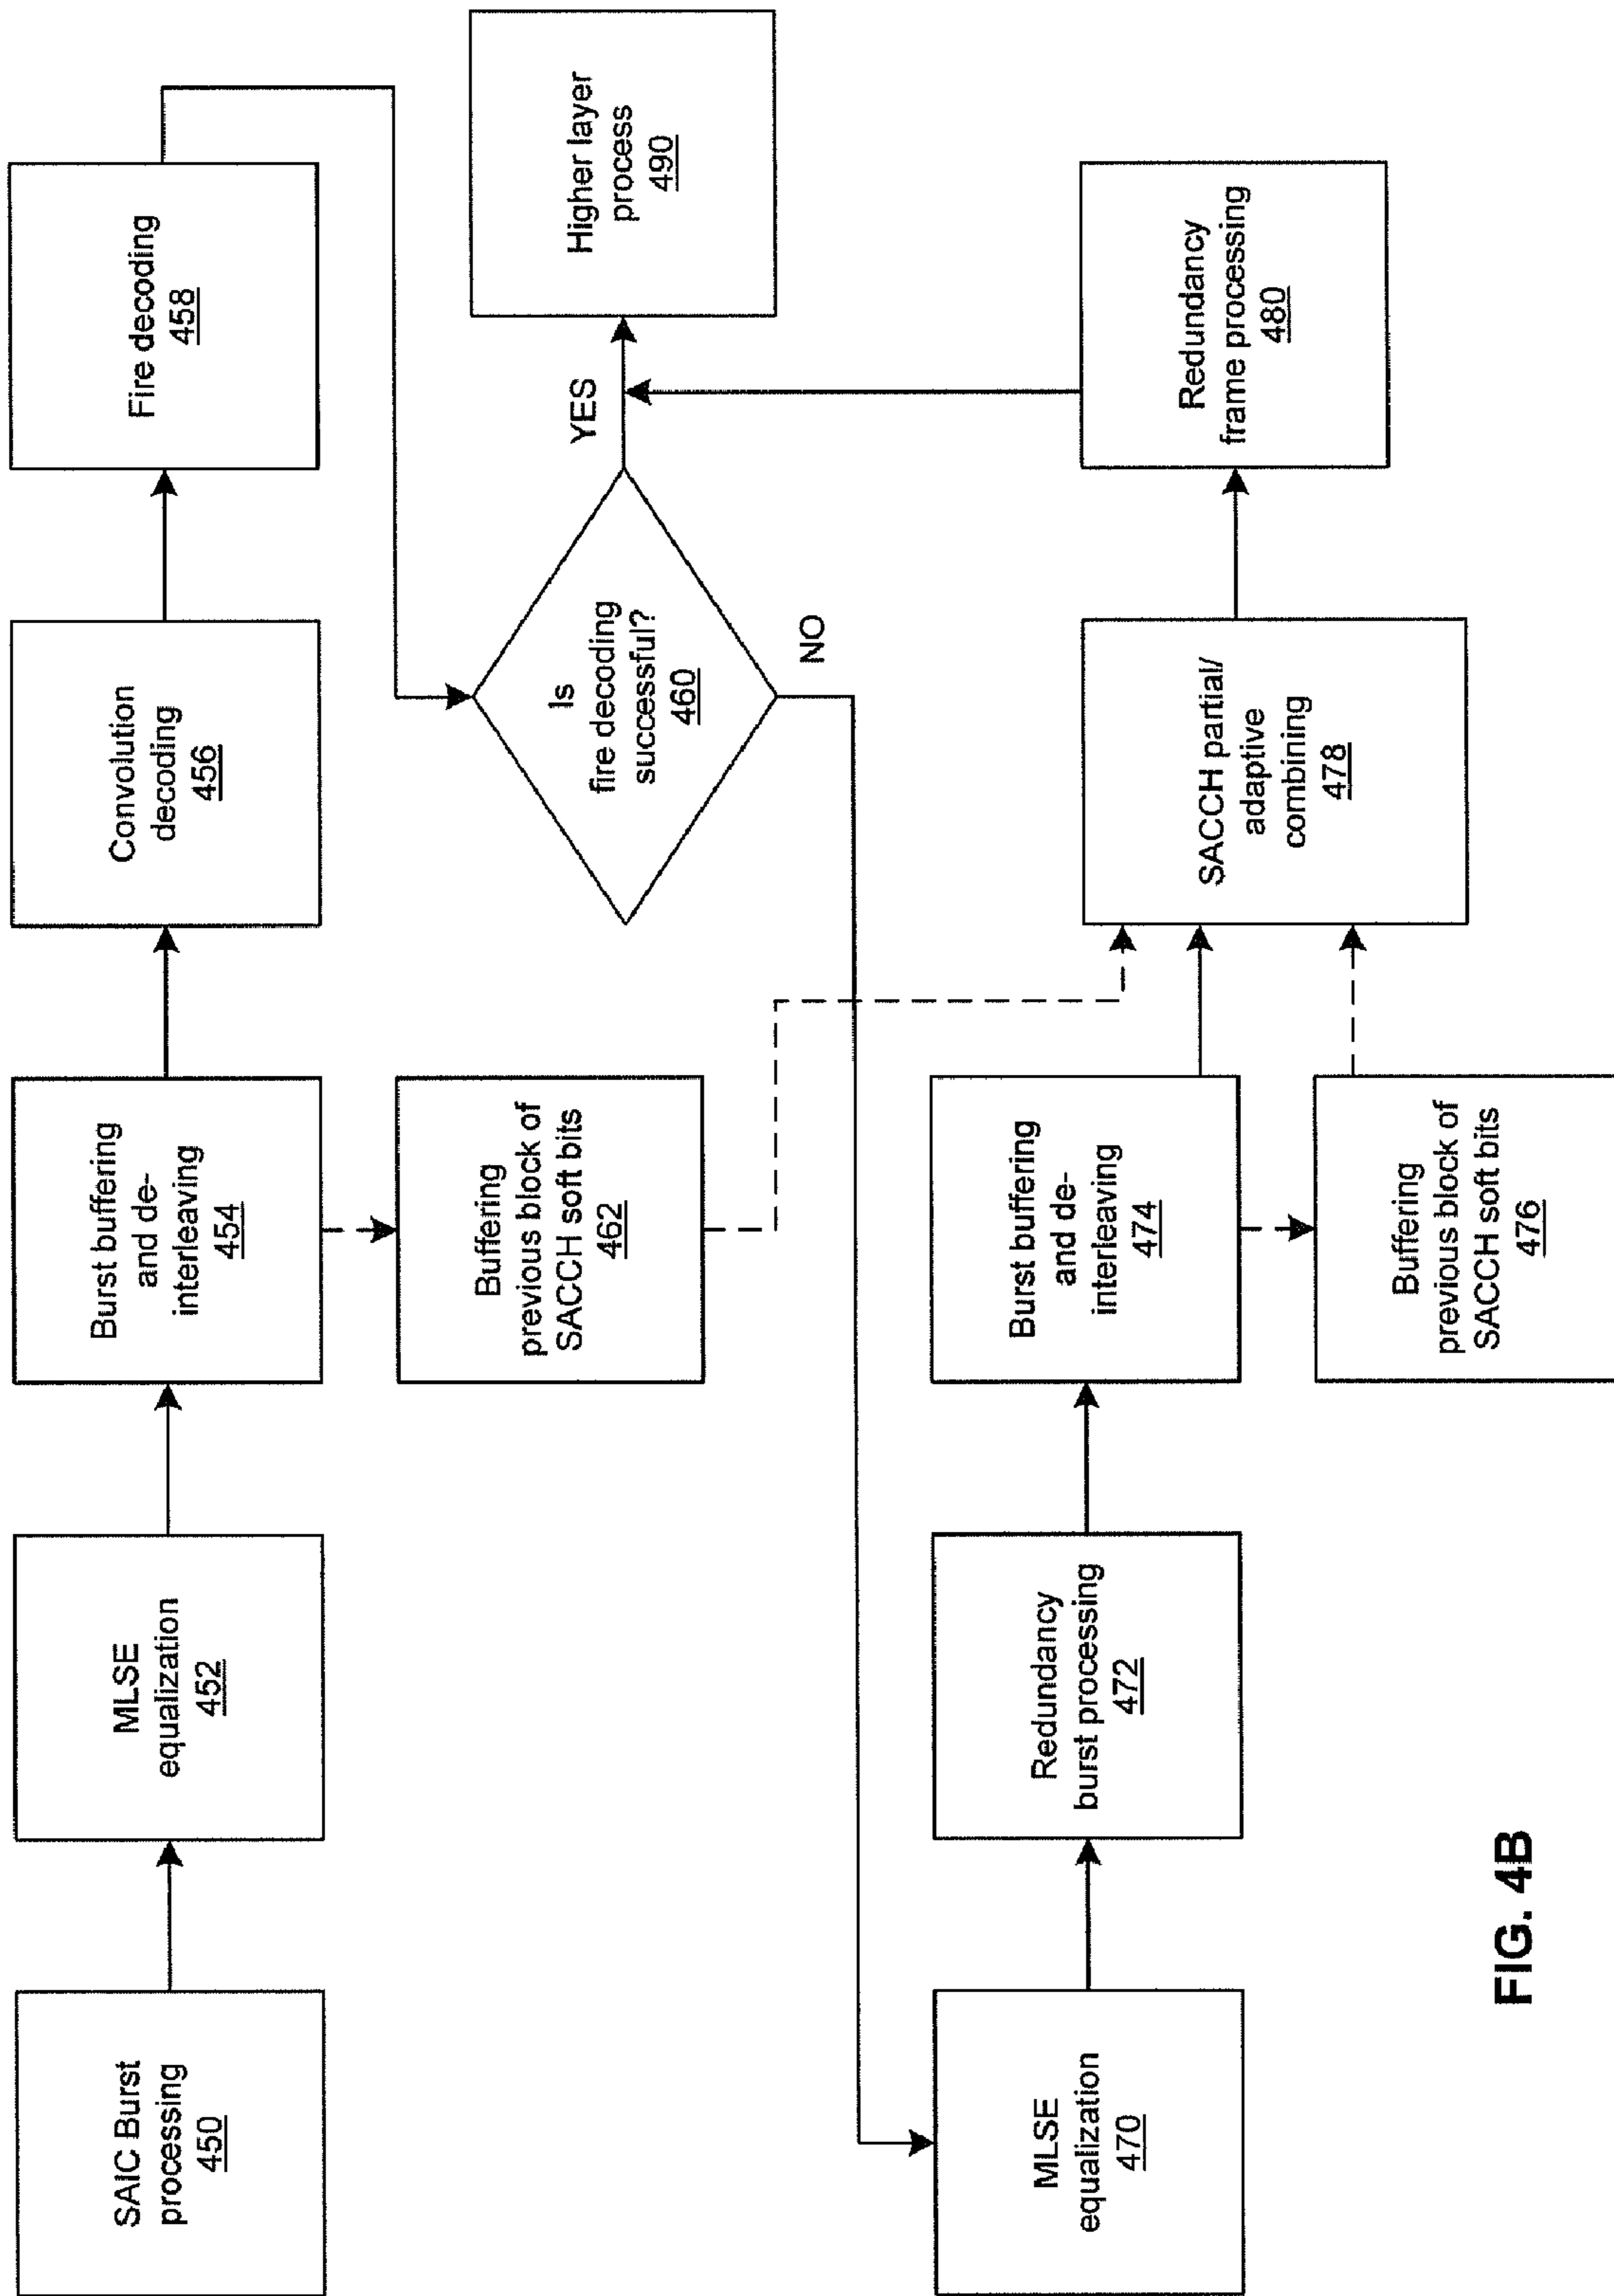 SAIC Burst
processing
450
MLSE
equalization
452
Burst buffering
and de-
interleaving
454
Convolution
decoding
456
Fire decoding
458
Buffering
previous block of
SACCH soft bits
462
Is
fire decoding
successful?
460
YES
NO
Higher layer
process
490
MLSE
equalization
470
Redundancy
burst processing
472
Burst buffering
and de-
interleaving
474
Buffering
previous block of
SACCH soft bits
476
SACCH partial/
adaptive
combining
478
Redundancy
frame processing
480
FIG. 4B